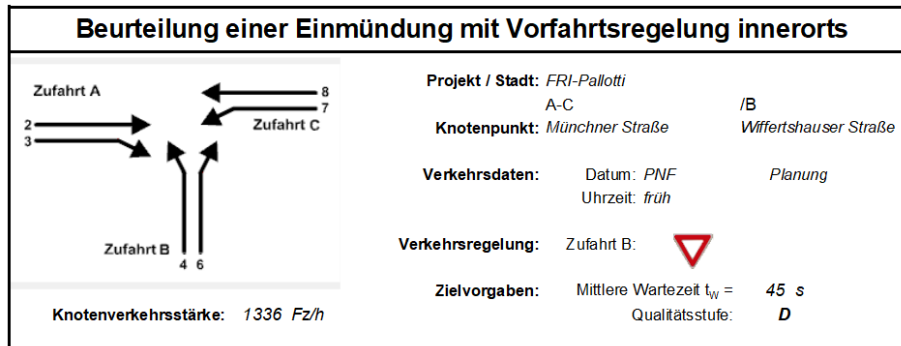 Beurteilung einer Einmündung mit Vorfahrtsregelung innerorts
Zufahrt A
8
7
Zufahrt C
2
3
Zufahrt B
4 6
Knotenverkehrsstärke: 1336 Fz/h
Projekt / Stadt: FRI-Pallotti
A-C /B
Knotenpunkt: Münchner Straße Wiffertshauser Straße
Verkehrsdaten: Datum: PNF Planung
Uhrzeit: früh
Verkehrsregelung: Zufahrt B:
Zielvorgaben: Mittlere Wartezeit tW = 45 s
Qualitätsstufe: D